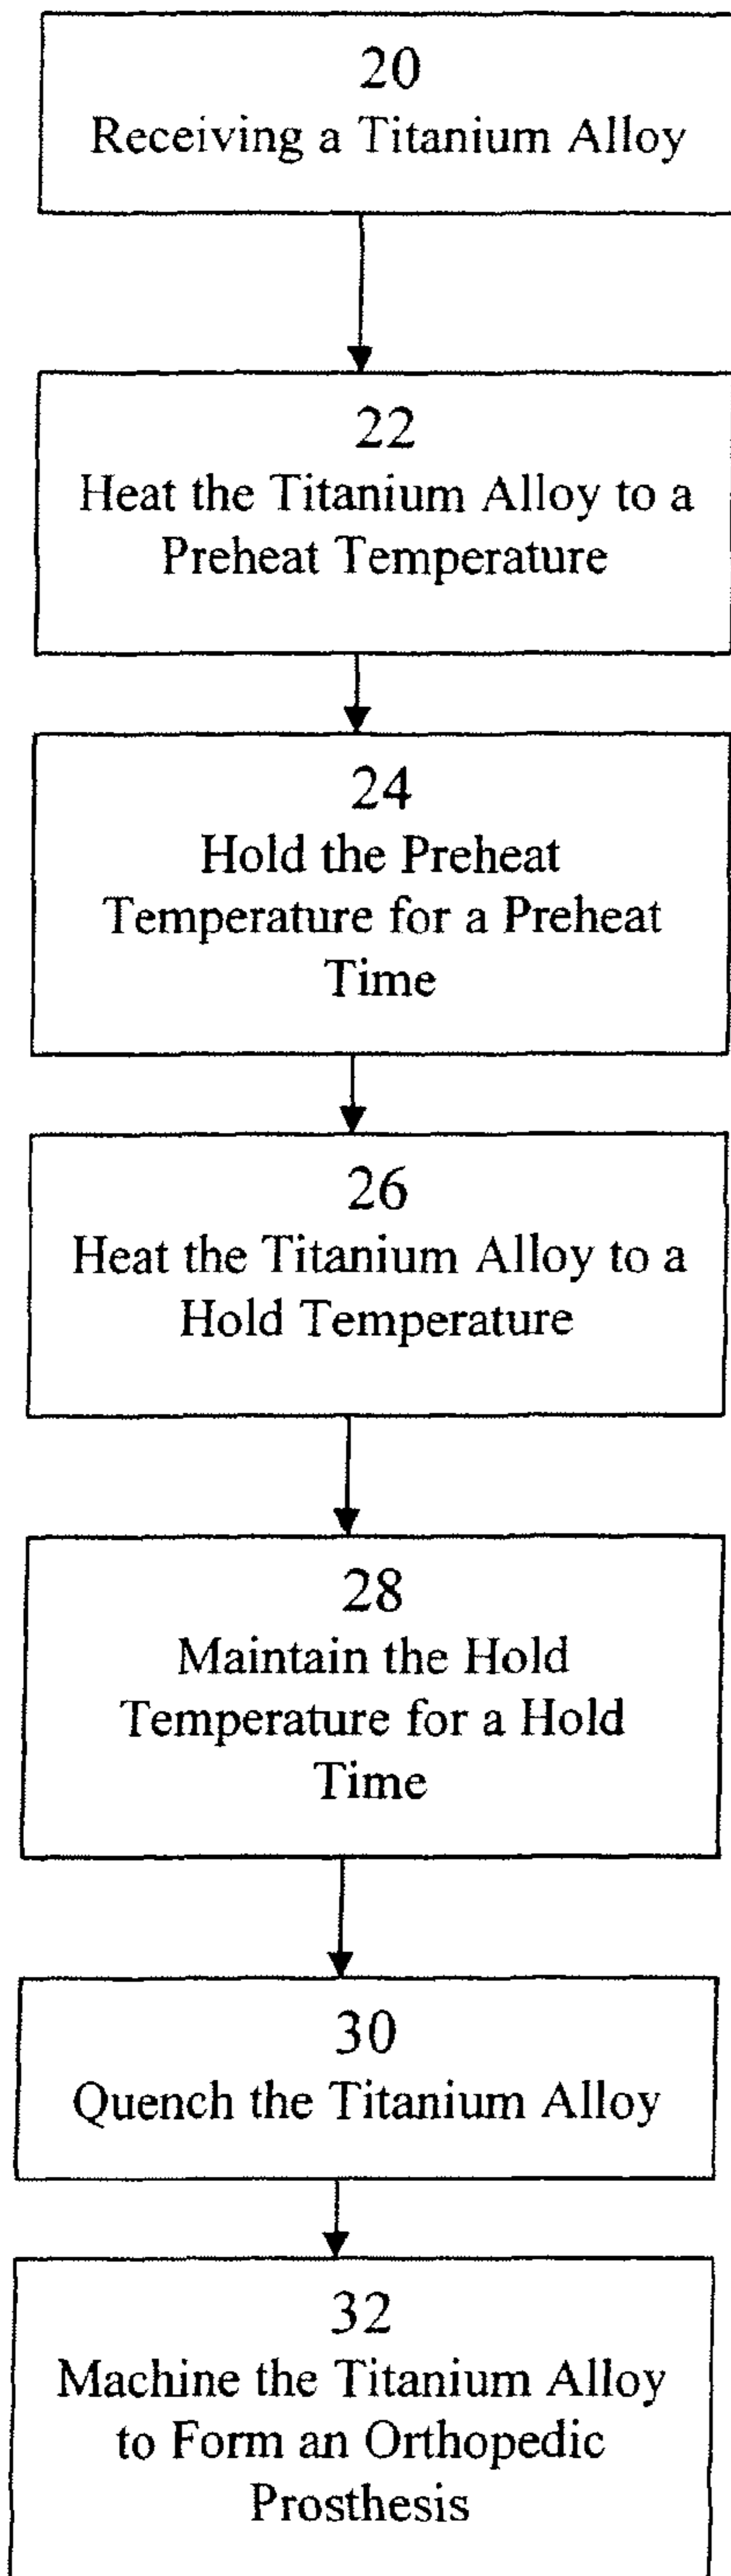 20
Receiving a Titanium Alloy
22
Heat the Titanium Alloy to a
Preheat Temperature
24
Hold the Preheat
Temperature for a Preheat
Time
26
Heat the Titanium Alloy to a
Hold Temperature
28
Maintain the Hold
Temperature for a Hold
Time
30
Quench the Titanium Alloy
32
Machine the Titanium Alloy
to Form an Orthopedic
Prosthesis